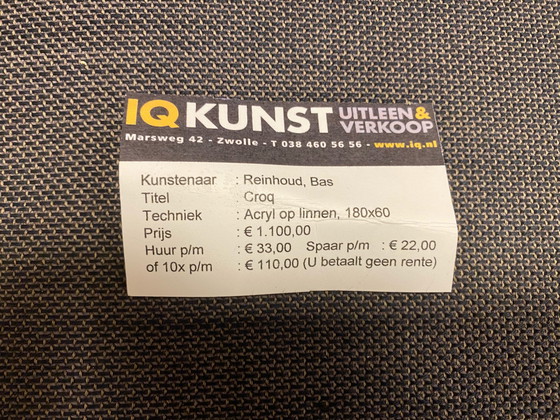 IQ KUNST UITLEEN & VERKOOP
Marsweg 42 - Zwolle - T 038 460 56 56 - www.iq.nl
Kunstenaar : Reinhoud, Bas
Titel : Croq
Techniek : Acryl op linnen, 180x60
Prijs : € 1.100,00
Huur p/m : € 33,00 Spaar p/m : € 22,00
of 10x p/m : € 110,00 (U betaalt geen rente)